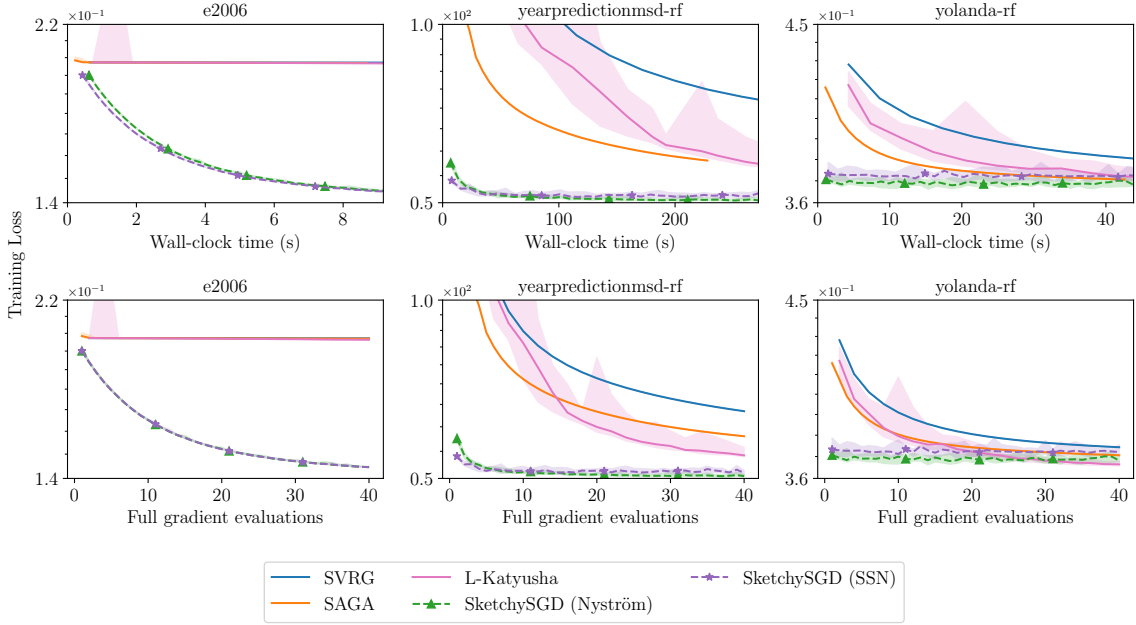 e2006
yearpredictionmsd-rf
yolanda-rf
×10⁻¹
×10²
×10⁻¹
2.2
1.4
1.0
0.5
4.5
3.6
0 2 4 6 8
100 200
0 10 20 30 40
Wall-clock time (s)
Wall-clock time (s)
Wall-clock time (s)
Training Loss
e2006
yearpredictionmsd-rf
yolanda-rf
×10⁻¹
×10²
×10⁻¹
2.2
1.4
1.0
0.5
4.5
3.6
0 10 20 30 40
0 10 20 30 40
0 10 20 30 40
Full gradient evaluations
Full gradient evaluations
Full gradient evaluations
SVRG
SAGA
L-Katyusha
SketchySGD (Nyström)
SketchySGD (SSN)